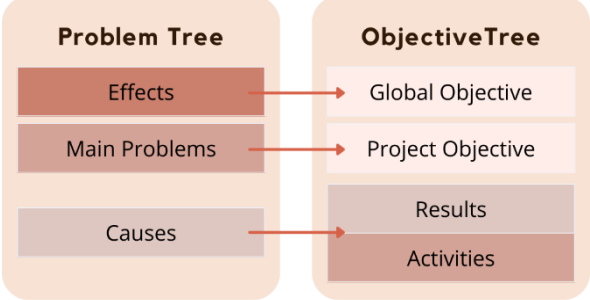 Problem Tree
Effects
Main Problems
Causes
ObjectiveTree
Global Objective
Project Objective
Results
Activities